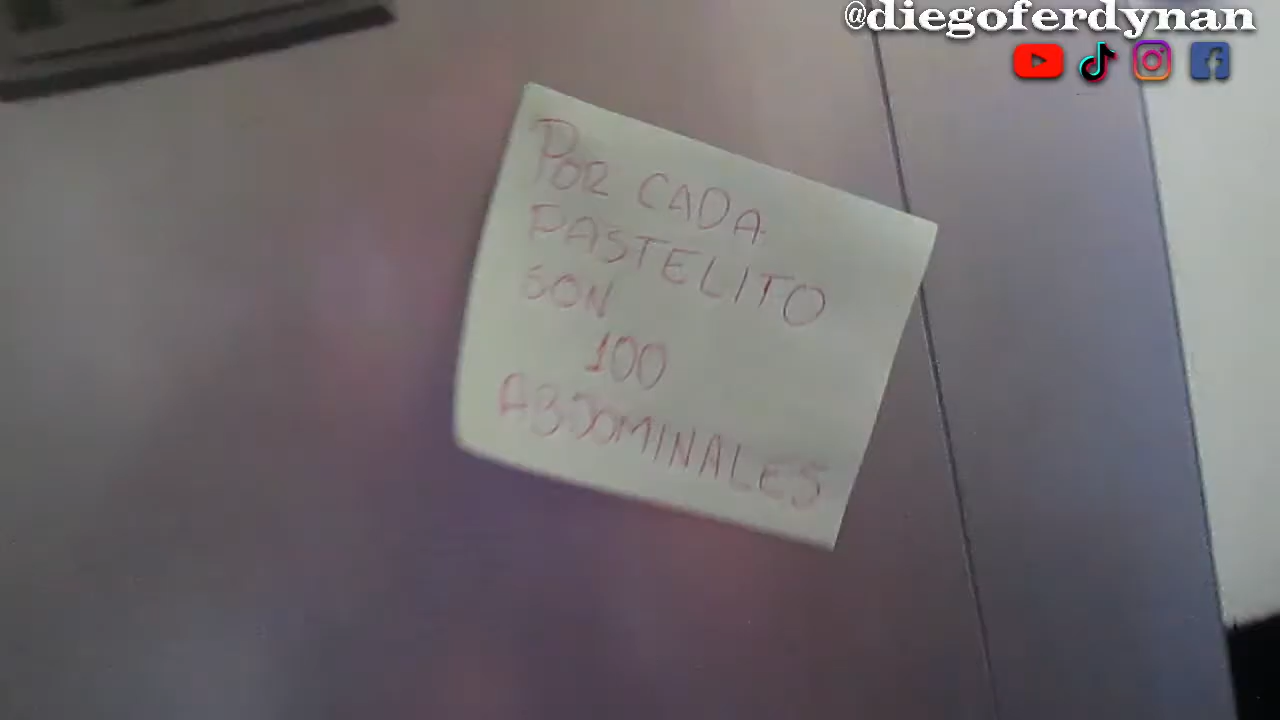 @diegoferdynan
POR CADA
PASTELITO
SON
100
ABDOMINALES